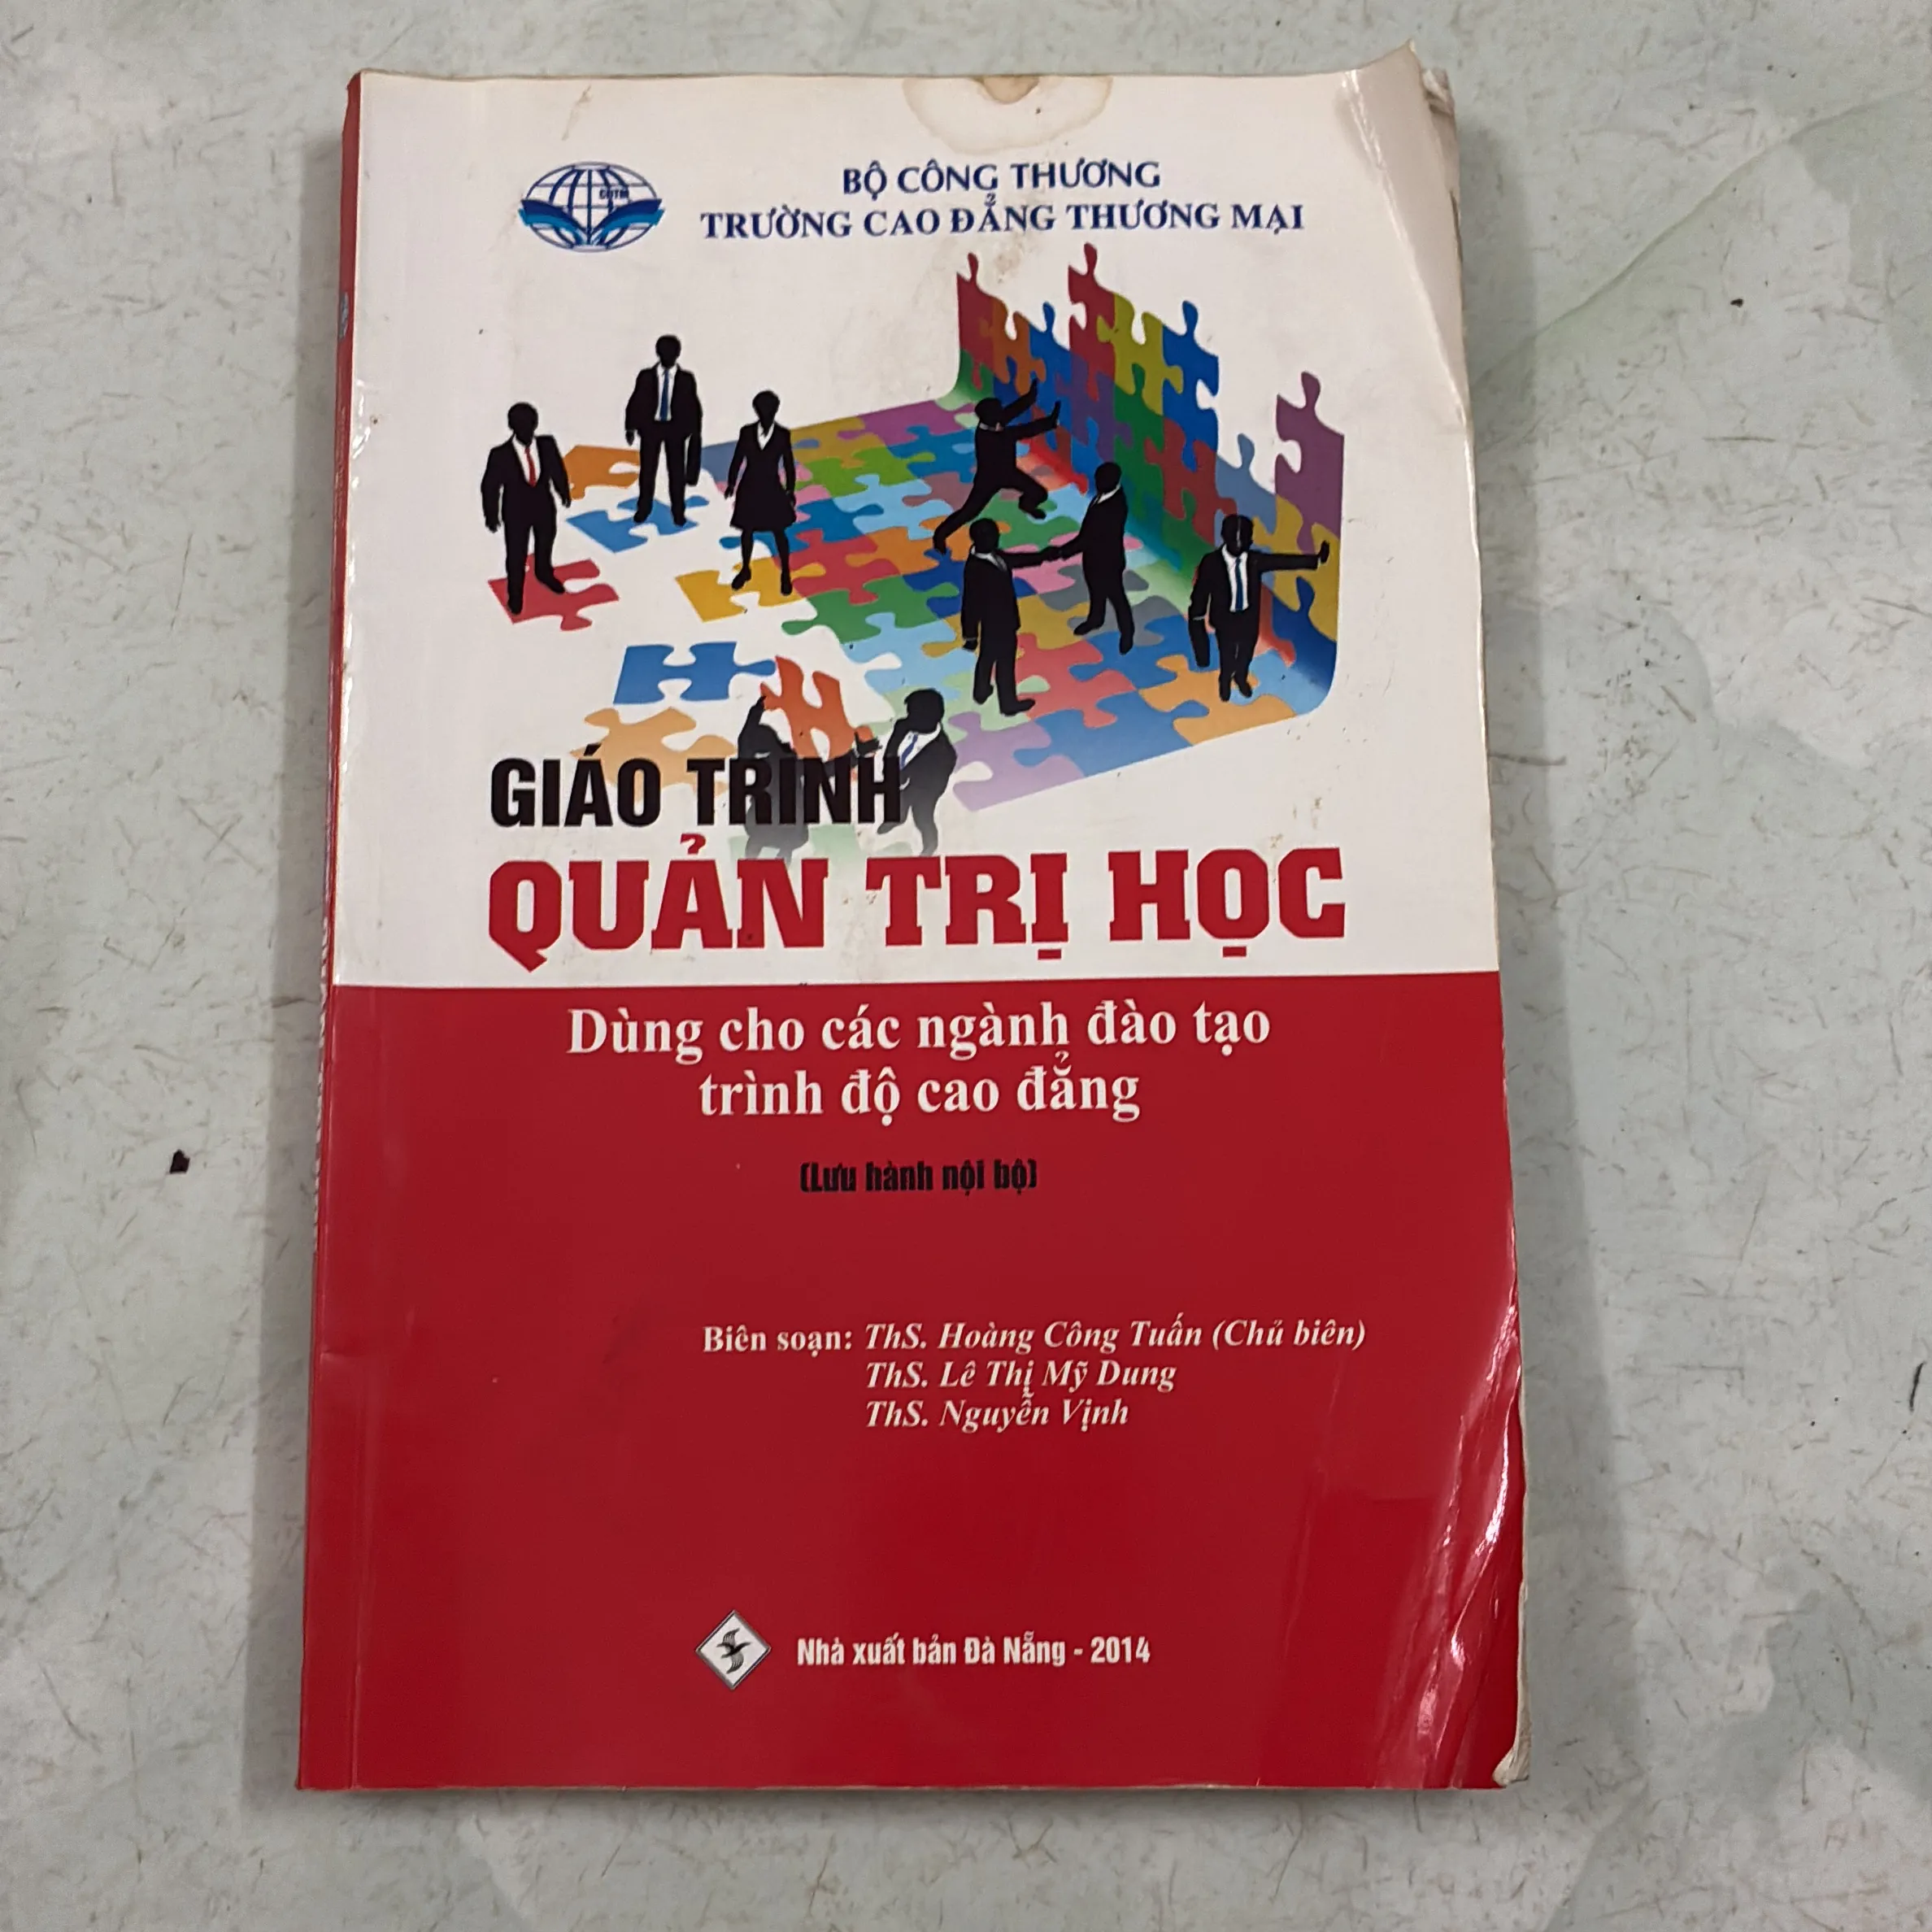 CĐTM
BỘ CÔNG THƯƠNG
TRƯỜNG CAO ĐẲNG THƯƠNG MẠI
GIÁO TRÌNH
QUẢN TRỊ HỌC
Dùng cho các ngành đào tạo
trình độ cao đẳng
(Lưu hành nội bộ)
Biên soạn: ThS. Hoàng Công Tuấn (Chủ biên)
ThS. Lê Thị Mỹ Dung
ThS. Nguyễn Vịnh
Nhà xuất bản Đà Nẵng - 2014